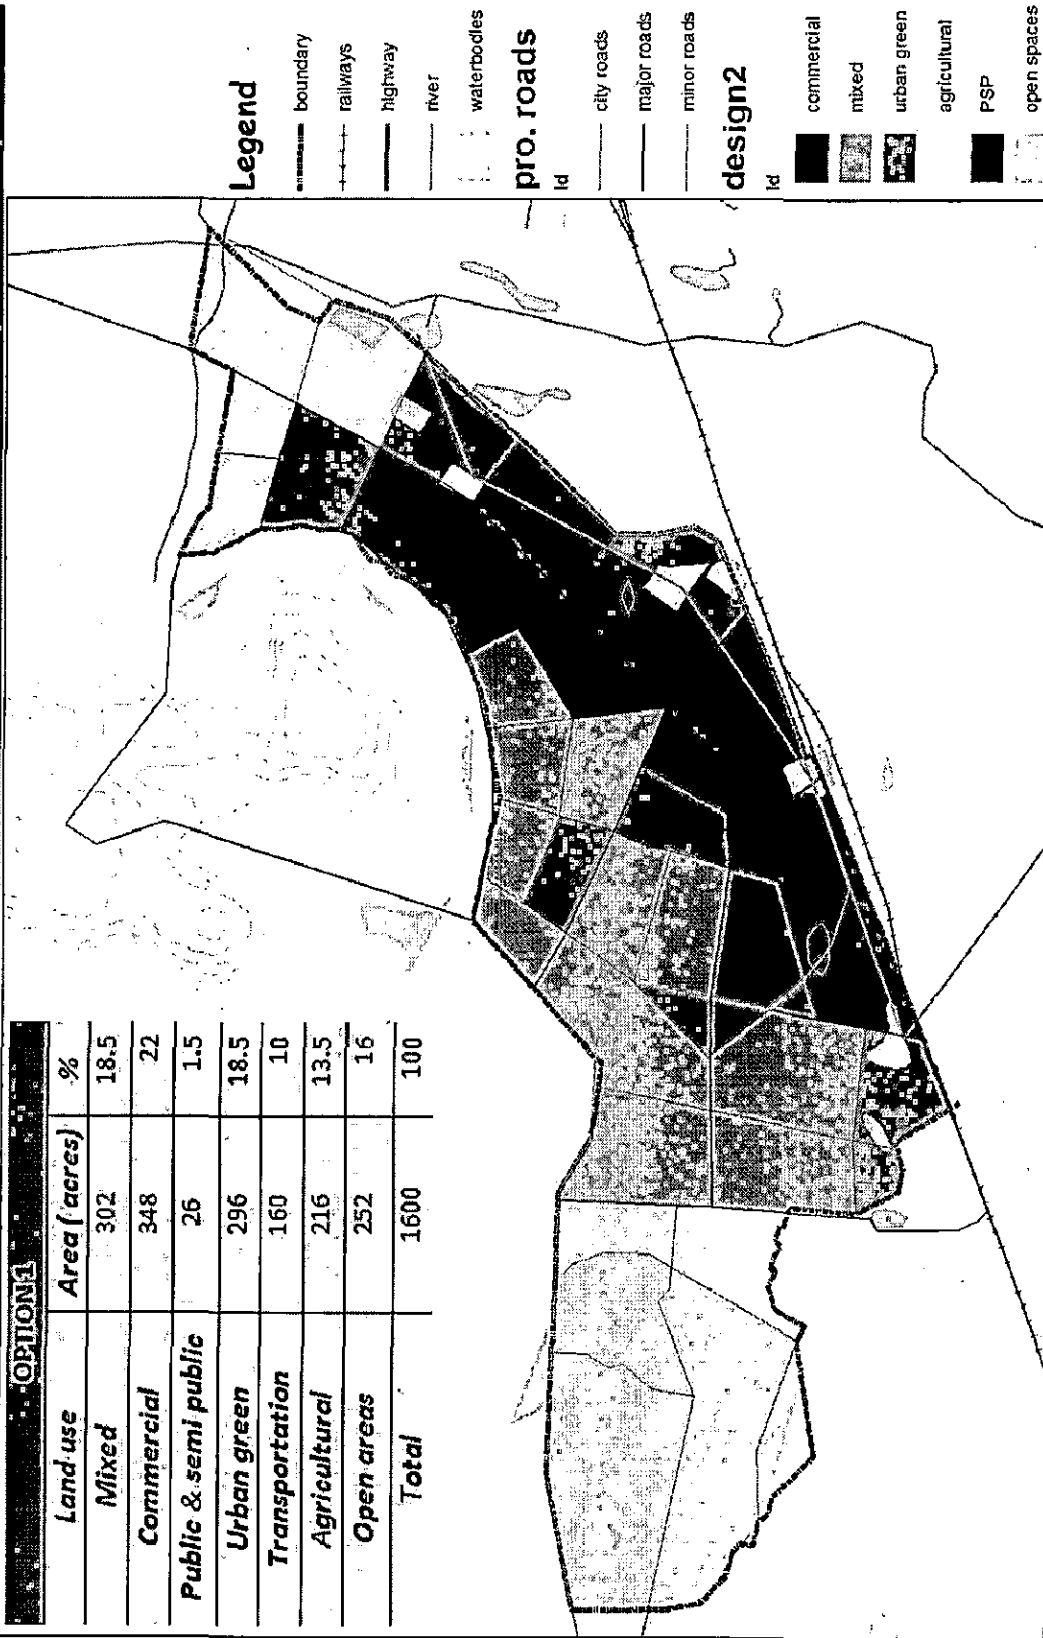 OPTION 1
Land use Area (acres) %
Mixed 302 18.5
Commercial 348 22
Public & semi public 26 1.5
Urban green 296 18.5
Transportation 160 10
Agricultural 216 13.5
Open areas 252 16
Total 1600 100
Legend
boundary
railways
highway
river
waterbodies
pro. roads
Id
city roads
major roads
minor roads
design2
Id
commercial
mixed
urban green
agricultural
PSP
open spaces